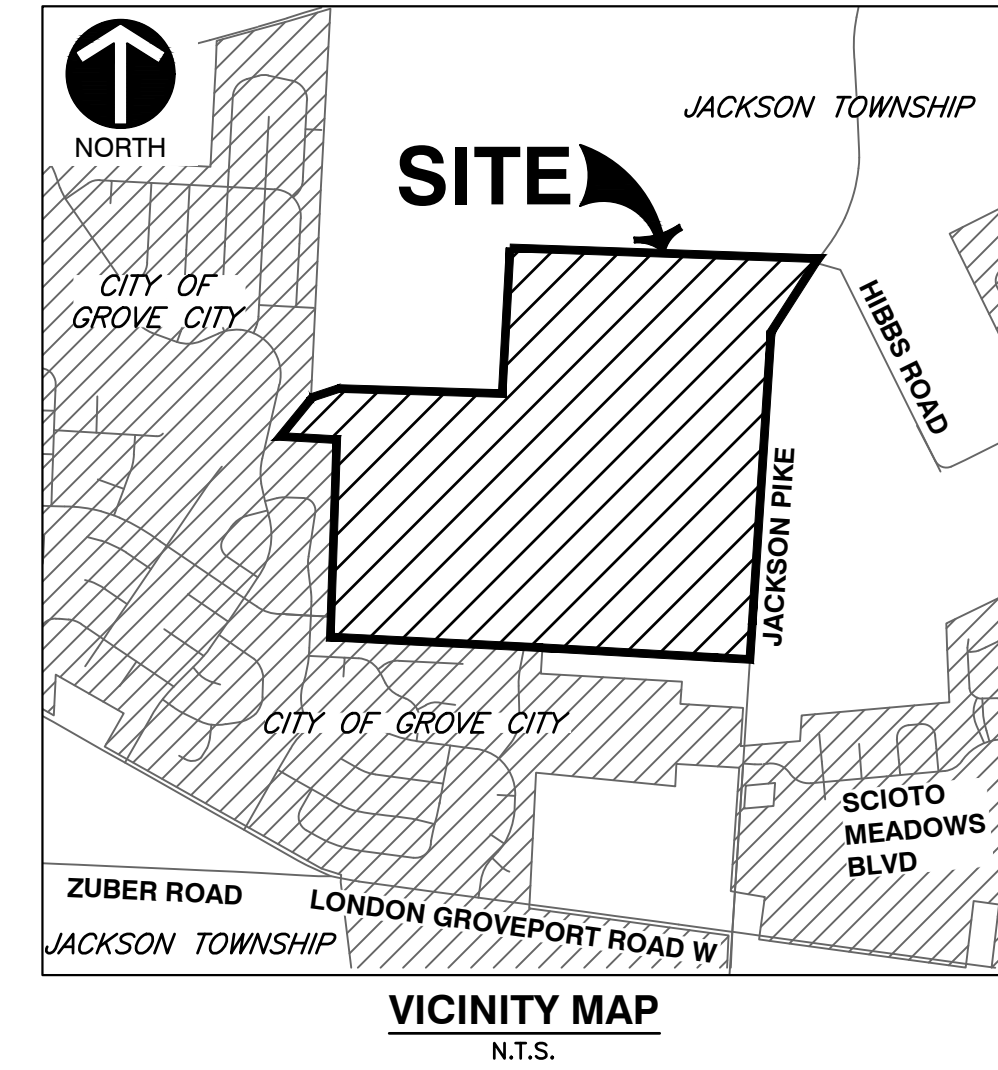 NORTH
JACKSON TOWNSHIP
SITE
CITY OF
GROVE CITY
HIBBS ROAD
JACKSON PIKE
CITY OF GROVE CITY
SCIOTO
MEADOWS
BLVD
ZUBER ROAD
LONDON GROVEPORT ROAD W
JACKSON TOWNSHIP
VICINITY MAP
N.T.S.